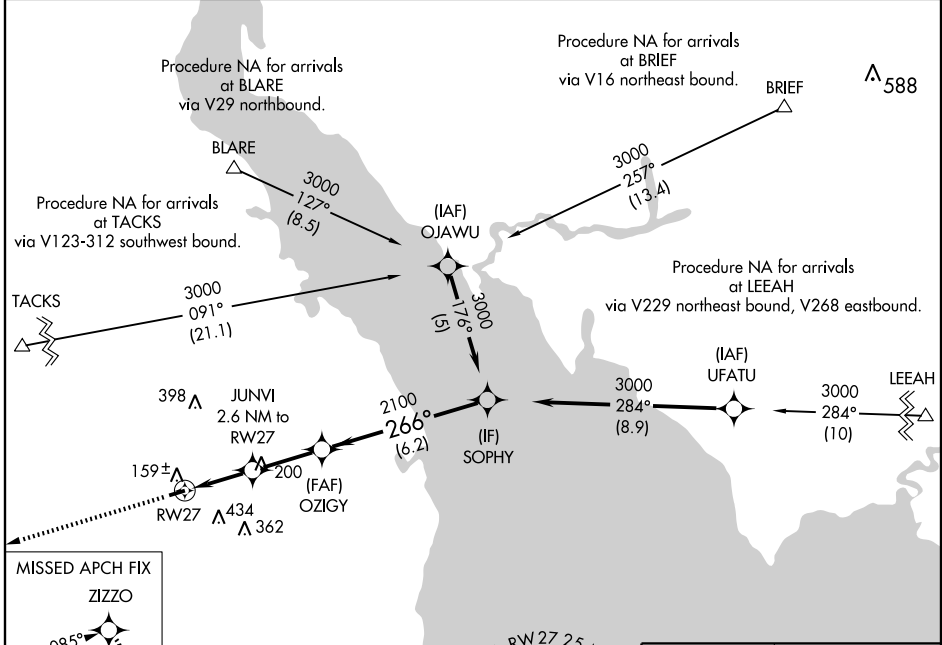 Procedure NA for arrivals
at BLARE
via V29 northbound.
Procedure NA for arrivals
at BRIEF
via V16 northeast bound.
588
BRIEF
BLARE
3000
127°
(8.5)
3000
257°
(13.4)
Procedure NA for arrivals
at TACKS
via V123-312 southwest bound.
(IAF)
OJAWU
Procedure NA for arrivals
at LEEAH
via V229 northeast bound, V268 eastbound.
TACKS
3000
091°
(21.1)
3000
176°
(5)
(IAF)
UFATU
LEEAH
3000
284°
(8.9)
3000
284°
(10)
398
JUNVI
2.6 NM to
RW27
2100
266°
(6.2)
(IF)
SOPHY
159±
200
(FAF)
OZIGY
RW27
434
362
MISSED APCH FIX
ZIZZO
085°
RW 27 25